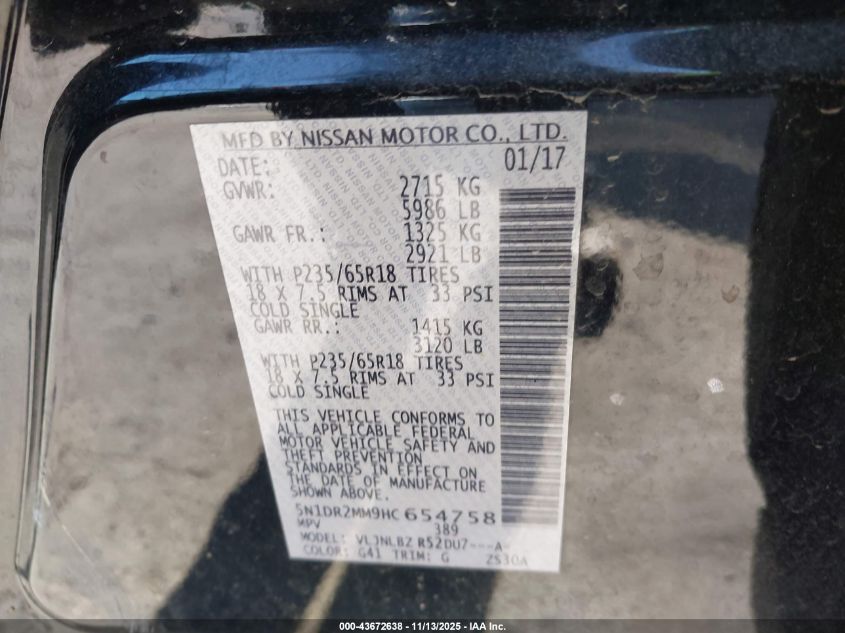 MFD BY NISSAN MOTOR CO., LTD.
DATE: 01/17
GVWR: 2715 KG
5986 LB
GAWR FR.: 1325 KG
2921 LB
WITH P235/65R18 TIRES
18 X 7.5 RIMS AT 33 PSI
COLD SINGLE
GAWR RR.: 1415 KG
3120 LB
WITH P235/65R18 TIRES
18 X 7.5 RIMS AT 33 PSI
COLD SINGLE
THIS VEHICLE CONFORMS TO
ALL APPLICABLE FEDERAL
MOTOR VEHICLE SAFETY AND
THEFT PREVENTION
STANDARDS IN EFFECT ON
THE DATE OF MANUFACTURE
SHOWN ABOVE.
5N1DR2MM9HC654758
MPV 389
MODEL: VLJNLBZ R52DU7---A-
COLOR: G41 TRIM: G ZS30A
000-43672638 - 11/13/2025 - IAA